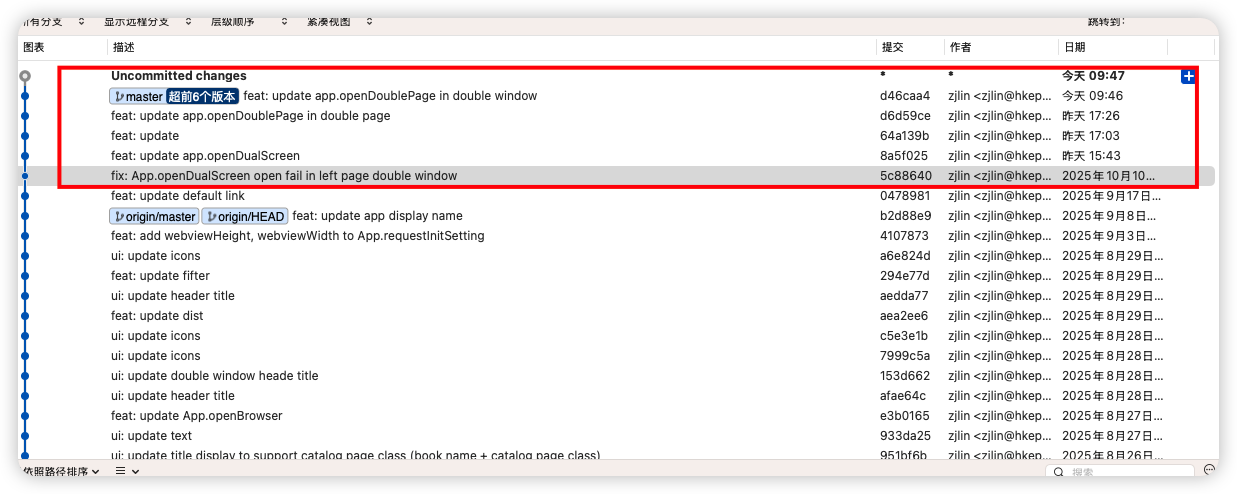 所有分支 显示远程分支 层级顺序 紧凑视图 跳转到:
图表 描述 提交 作者 日期
Uncommitted changes * * 今天 09:47
master 超前6个版本 feat: update app.openDoublePage in double window d46caa4 zjlin <zjlin@hkep... 今天 09:46
feat: update app.openDoublePage in double page d6d59ce zjlin <zjlin@hkep... 昨天 17:26
feat: update 64a139b zjlin <zjlin@hkep... 昨天 17:03
feat: update app.openDualScreen 8a5f025 zjlin <zjlin@hkep... 昨天 15:43
fix: App.openDualScreen open fail in left page double window 5c88640 zjlin <zjlin@hkep... 2025年10月10...
feat: update default link 0478981 zjlin <zjlin@hkep... 2025年9月17日...
origin/master origin/HEAD feat: update app display name b2d88e9 zjlin <zjlin@hkep... 2025年9月8日...
feat: add webviewHeight, webviewWidth to App.requestInitSetting 4107873 zjlin <zjlin@hkep... 2025年9月3日...
ui: update icons a6e824d zjlin <zjlin@hkep... 2025年8月29日...
feat: update fifter 294e77d zjlin <zjlin@hkep... 2025年8月29日...
ui: update header title aedda77 zjlin <zjlin@hkep... 2025年8月29日...
feat: update dist aea2ee6 zjlin <zjlin@hkep... 2025年8月29日...
ui: update icons c5e3e1b zjlin <zjlin@hkep... 2025年8月28日...
ui: update icons 7999c5a zjlin <zjlin@hkep... 2025年8月28日...
ui: update double window heade title 153d662 zjlin <zjlin@hkep... 2025年8月28日...
ui: update header title afae64c zjlin <zjlin@hkep... 2025年8月28日...
feat: update App.openBrowser e3b0165 zjlin <zjlin@hkep... 2025年8月27日...
ui: update text 933da25 zjlin <zjlin@hkep... 2025年8月27日...
ui: update title display to support catalog page class (book name + catalog page class) 951bf6b zjlin <zjlin@hkep... 2025年8月26日...
依照路径排序 搜索